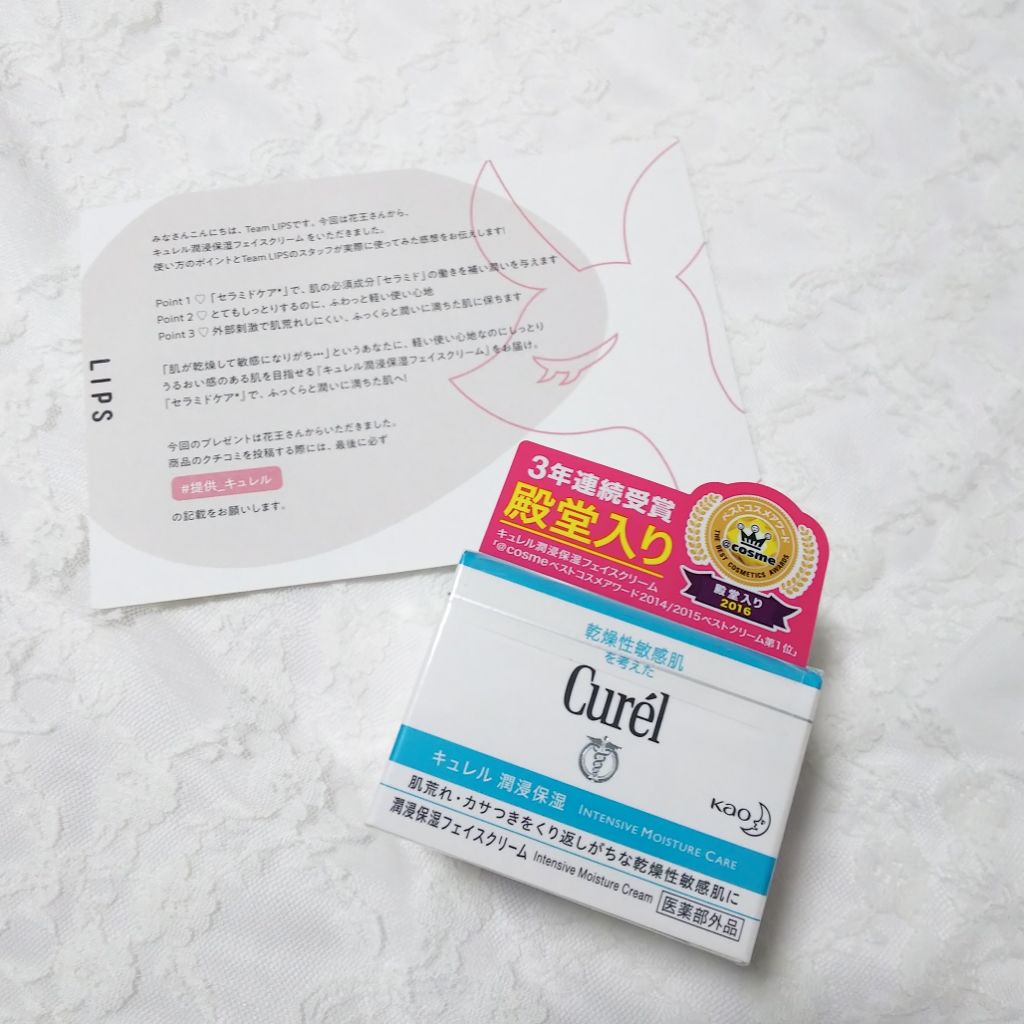 みなさんこんにちは、Team LIPSです。今回は花王さんから、
キュレル潤浸保湿フェイスクリーム をいただきました。
使い方のポイントとTeam LIPSのスタッフが実際に使ってみた感想をお伝えします!
Point 1 ♡ 「セラミドケア*」で、肌の必須成分「セラミド」の働きを補い潤いを与えます
Point 2 ♡ とてもしっとりするのに、ふわっと軽い使い心地
Point 3 ♡ 外部刺激で肌荒れしにくい、ふっくらと潤いに満ちた肌に保ちます
「肌が乾燥して敏感になりがち…」というあなたに、軽い使い心地なのにしっとり
うるおい感のある肌を目指せる『キュレル潤浸保湿フェイスクリーム』をお届け。
「セラミドケア*」で、ふっくらと潤いに満ちた肌へ!
今回のプレゼントは花王さんからいただきました。
商品のクチコミを投稿する際には、最後に必ず
#提供_キュレル
の記載をお願いします。
LIPS
3年連続受賞
殿堂入り
キュレル潤浸保湿フェイスクリーム
「@cosmeベストコスメアワード2014/2015ベストクリーム第1位」
ベストコスメアワード
@cosme
THE BEST COSMETICS AWARDS
殿堂入り
2016
乾燥性敏感肌
を考えた
Curél
キュレル 潤浸保湿 INTENSIVE MOISTURE CARE
Kao
肌荒れ・カサつきをくり返しがちな乾燥性敏感肌に
潤浸保湿フェイスクリーム Intensive Moisture Cream 医薬部外品